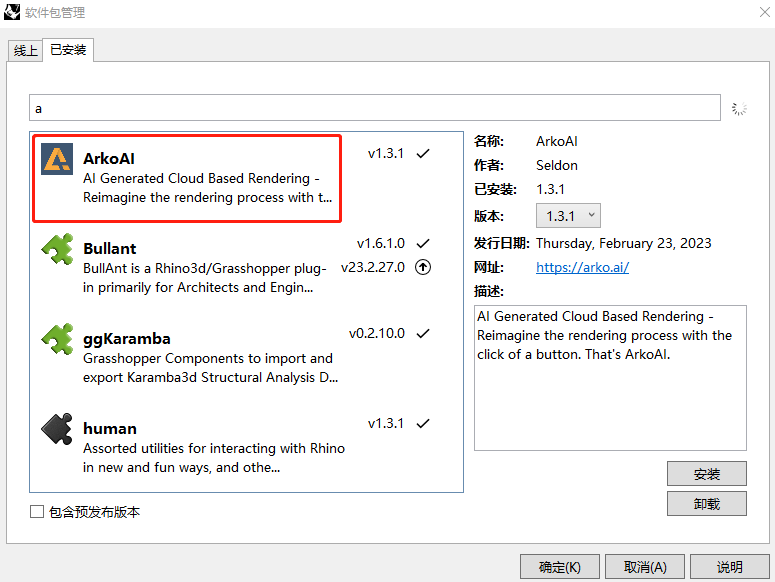 软件包管理
线上
已安装
a
ArkoAI
v1.3.1
AI Generated Cloud Based Rendering -
Reimagine the rendering process with t...
Bullant
v1.6.1.0
BullAnt is a Rhino3d/Grasshopper plug-
v23.2.27.0
in primarily for Architects and Engin...
ggKaramba
v0.2.10.0
Grasshopper Components to import and
export Karamba3d Structural Analysis D...
human
v1.3.1
Assorted utilities for interacting with Rhino
in new and fun ways, and othe...
包含预发布版本
名称: ArkoAI
作者: Seldon
已安装: 1.3.1
版本: 1.3.1
发行日期: Thursday, February 23, 2023
网址: https://arko.ai/
描述:
AI Generated Cloud Based Rendering -
Reimagine the rendering process with the
click of a button. That's ArkoAI.
安装
卸载
确定(K)
取消(A)
说明